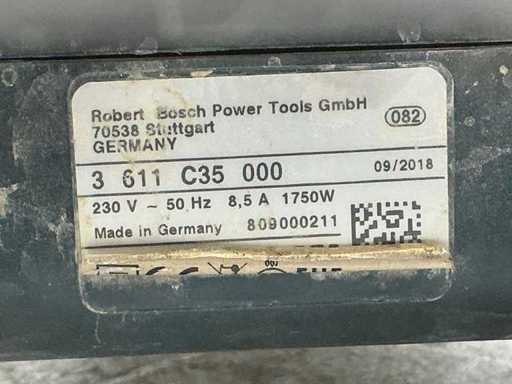 Robert Bosch Power Tools GmbH
70538 Stuttgart
GERMANY
082
3 611 C35 000
09/2018
230 V ~ 50 Hz 8,5 A 1750W
Made in Germany 809000211